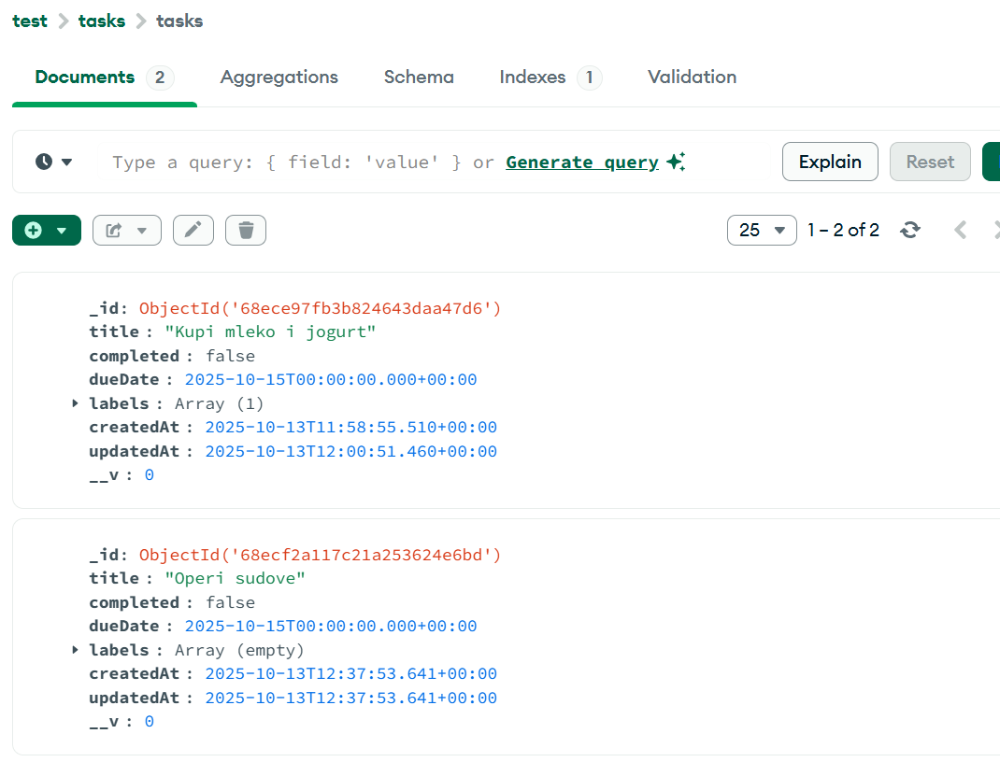 test > tasks > tasks
Documents 2 Aggregations Schema Indexes 1 Validation
Type a query: { field: 'value' } or Generate query Explain Reset
25 1 – 2 of 2
_id: ObjectId('68ece97fb3b824643daa47d6')
title : "Kupi mleko i jogurt"
completed : false
dueDate : 2025-10-15T00:00:00.000+00:00
labels : Array (1)
createdAt : 2025-10-13T11:58:55.510+00:00
updatedAt : 2025-10-13T12:00:51.460+00:00
__v : 0
_id: ObjectId('68ecf2a117c21a253624e6bd')
title : "Operi sudove"
completed : false
dueDate : 2025-10-15T00:00:00.000+00:00
labels : Array (empty)
createdAt : 2025-10-13T12:37:53.641+00:00
updatedAt : 2025-10-13T12:37:53.641+00:00
__v : 0